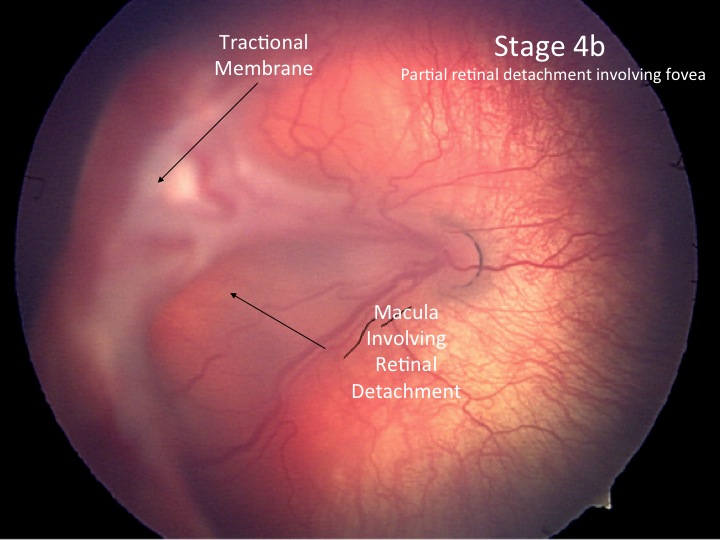 Tractional
Membrane
Stage 4b
Partial retinal detachment involving fovea
Macula
Involving
Retinal
Detachment